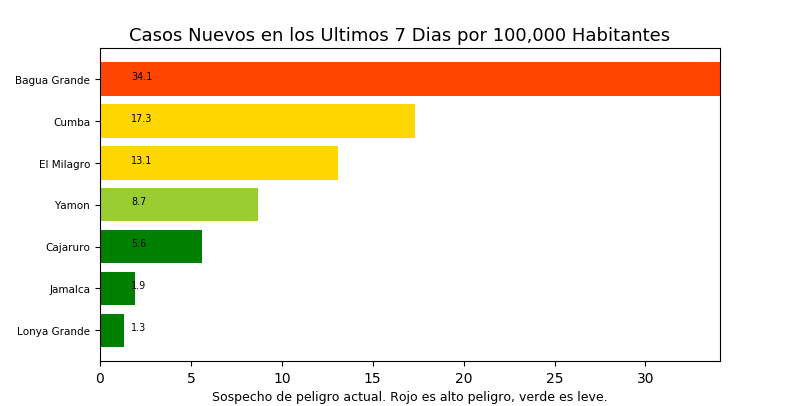 Casos Nuevos en los Ultimos 7 Dias por 100,000 Habitantes
Bagua Grande 34.1
Cumba 17.3
El Milagro 13.1
Yamon 8.7
Cajaruro 5.6
Jamalca 1.9
Lonya Grande 1.3
0 5 10 15 20 25 30
Sospecho de peligro actual. Rojo es alto peligro, verde es leve.